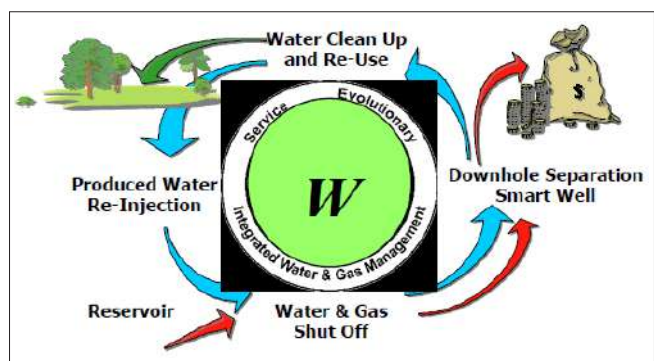 Water Clean Up
and Re-Use
$
Service
Evolutionary
Produced Water
Re-Injection
W
Downhole Separation
Smart Well
Integrated Water & Gas Management
Reservoir
Water & Gas
Shut Off